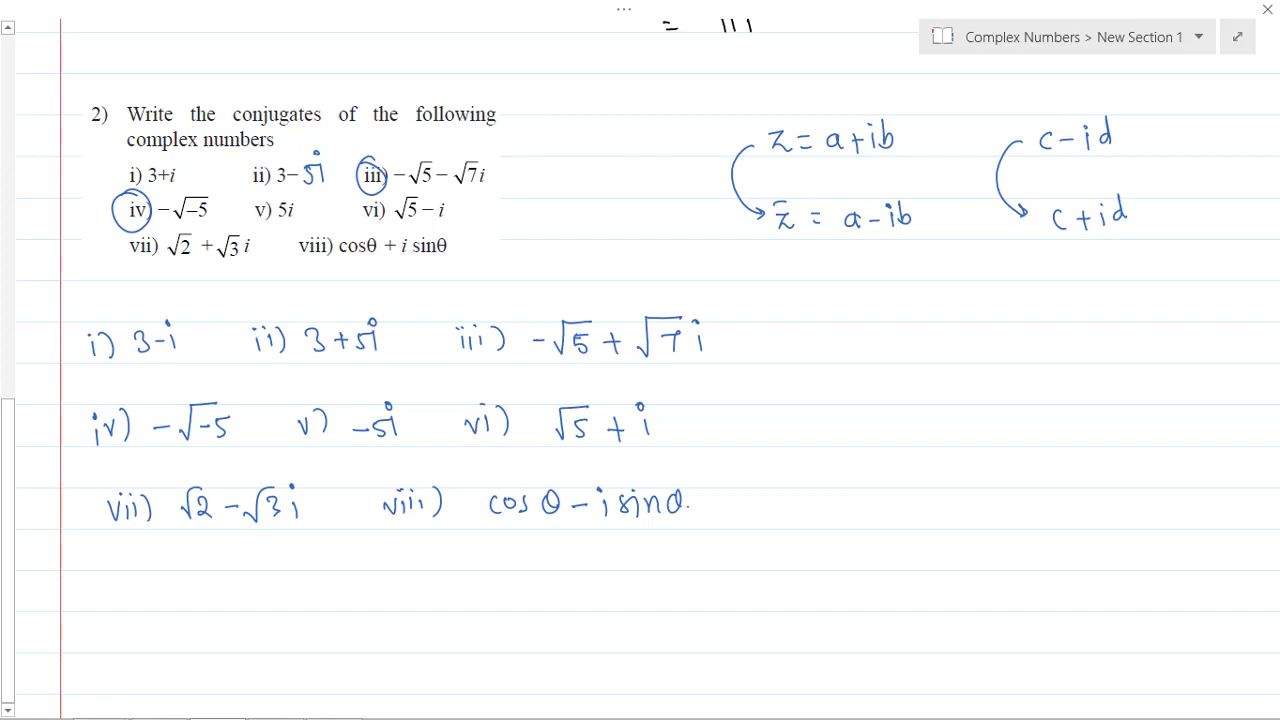 = 111
Complex Numbers > New Section 1
2) Write the conjugates of the following
complex numbers
i) 3+i ii) 3−5i iii) −√5 − √7i
iv) −√−5 v) 5i vi) √5 − i
vii) √2 + √3 i viii) cosθ + i sinθ
z = a+ib c−id
z̄ = a−ib c+id
i) 3−i ii) 3+5i iii) −√5 + √7 i
iv) −√−5 v) −5i vi) √5 + i
vii) √2 − √3 i viii) cos θ − i sin θ.